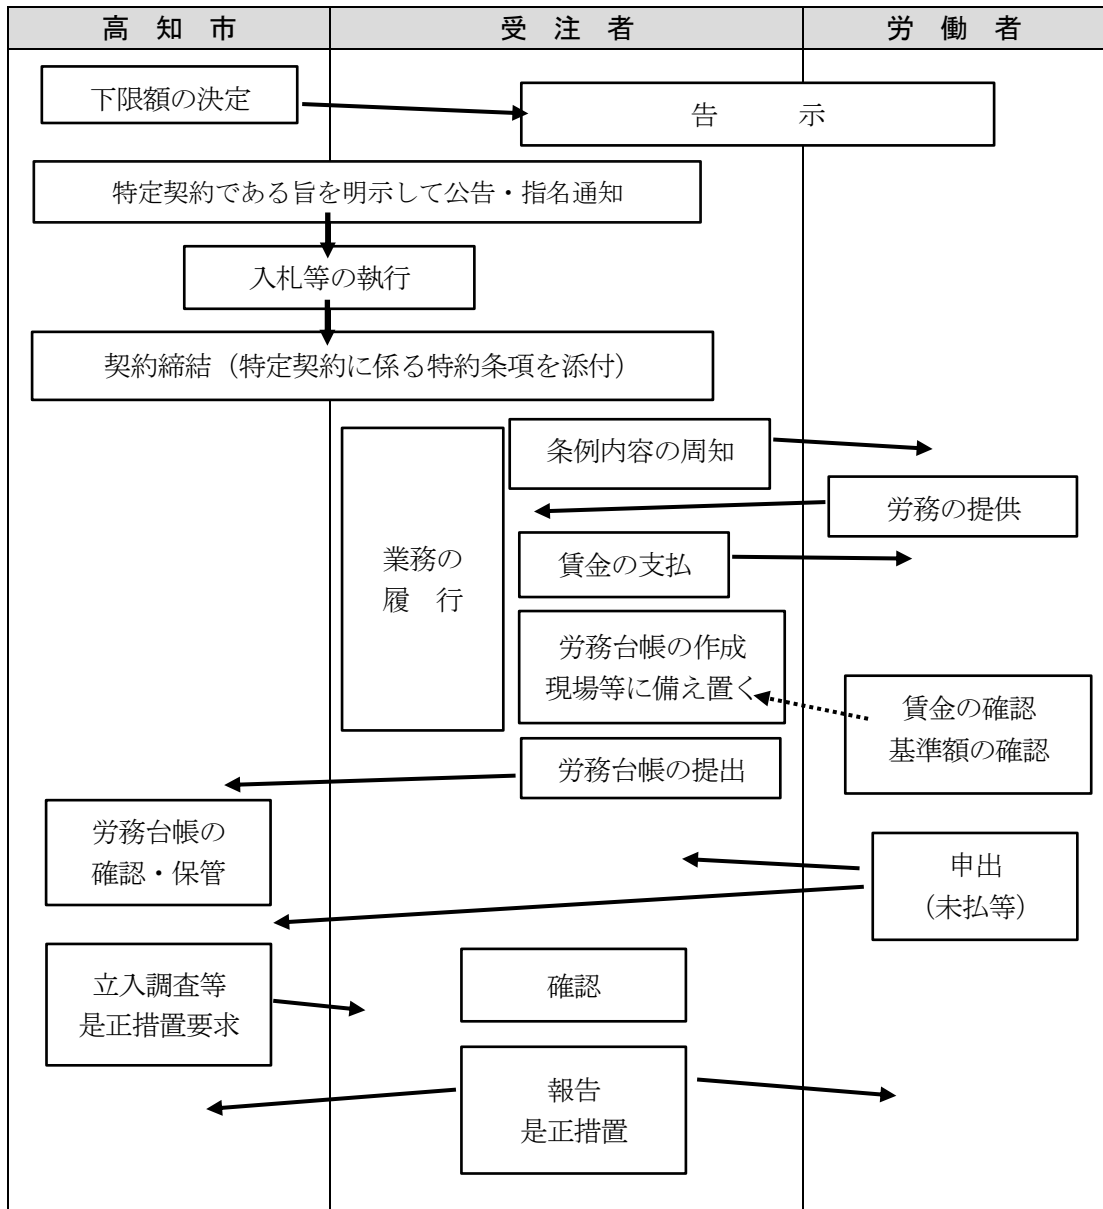 高　知　市
受　注　者
労　働　者
下限額の決定
告　　　示
特定契約である旨を明示して公告・指名通知
入札等の執行
契約締結（特定契約に係る特約条項を添付）
条例内容の周知
労務の提供
業務の
履　行
賃金の支払
労務台帳の作成
現場等に備え置く
賃金の確認
基準額の確認
労務台帳の提出
労務台帳の
確認・保管
申出
（未払等）
立入調査等
是正措置要求
確認
報告
是正措置